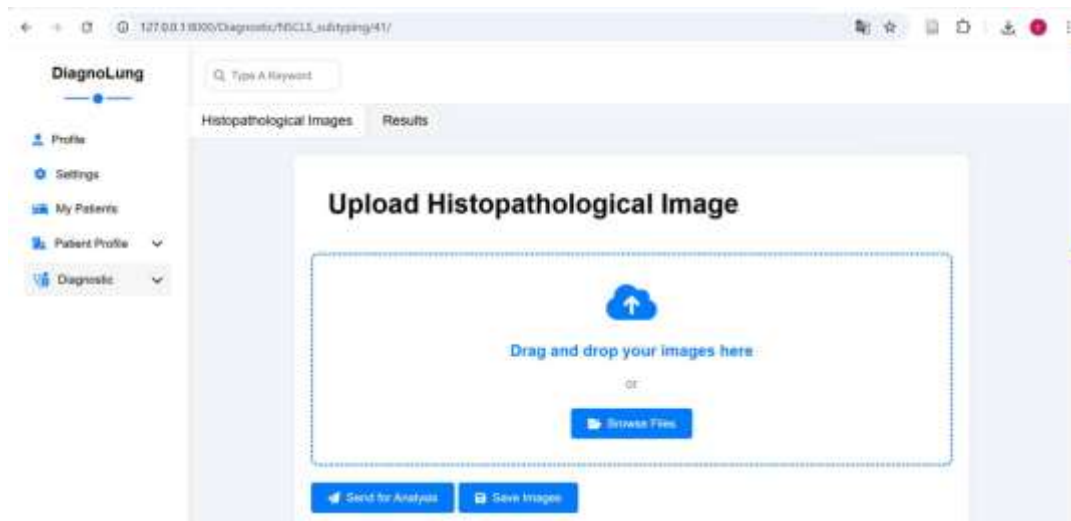 127.0.0.1:8000/Diagnostic/NSCLS_subtyping/41/
DiagnoLung
Type A Keyword
Histopathological Images
Results
Profile
Settings
My Patients
Patient Profile
Diagnostic
Upload Histopathological Image
Drag and drop your images here
or
Browse Files
Send for Analysis
Save Images